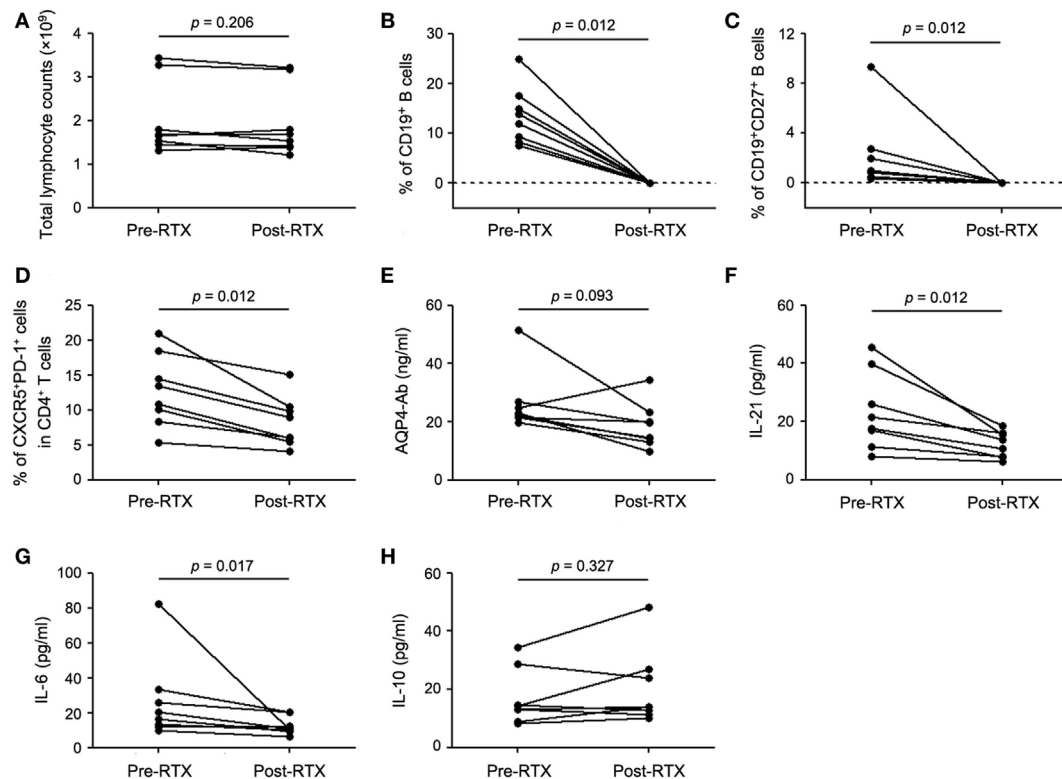 A
p = 0.206
Total lymphocyte counts (×10⁹)
4
3
2
1
0
Pre-RTX
Post-RTX
B
p = 0.012
% of CD19⁺ B cells
30
20
10
0
Pre-RTX
Post-RTX
C
p = 0.012
% of CD19⁺CD27⁺ B cells
12
8
4
0
Pre-RTX
Post-RTX
D
p = 0.012
% of CXCR5⁺PD-1⁺ cells
in CD4⁺ T cells
25
20
15
10
5
0
Pre-RTX
Post-RTX
E
p = 0.093
AQP4-Ab (ng/ml)
60
40
20
0
Pre-RTX
Post-RTX
F
p = 0.012
IL-21 (pg/ml)
60
40
20
0
Pre-RTX
Post-RTX
G
p = 0.017
IL-6 (pg/ml)
100
80
60
40
20
0
Pre-RTX
Post-RTX
H
p = 0.327
IL-10 (pg/ml)
60
40
20
0
Pre-RTX
Post-RTX